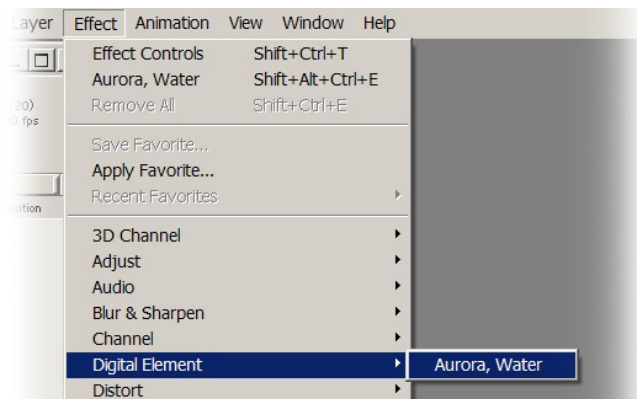 Layer Effect Animation View Window Help
Effect Controls Shift+Ctrl+T
Aurora, Water Shift+Alt+Ctrl+E
Remove All Shift+Ctrl+E
20)
fps
Save Favorite...
Apply Favorite...
Recent Favorites
3D Channel
Adjust
Audio
Blur & Sharpen
Channel
Digital Element Aurora, Water
Distort